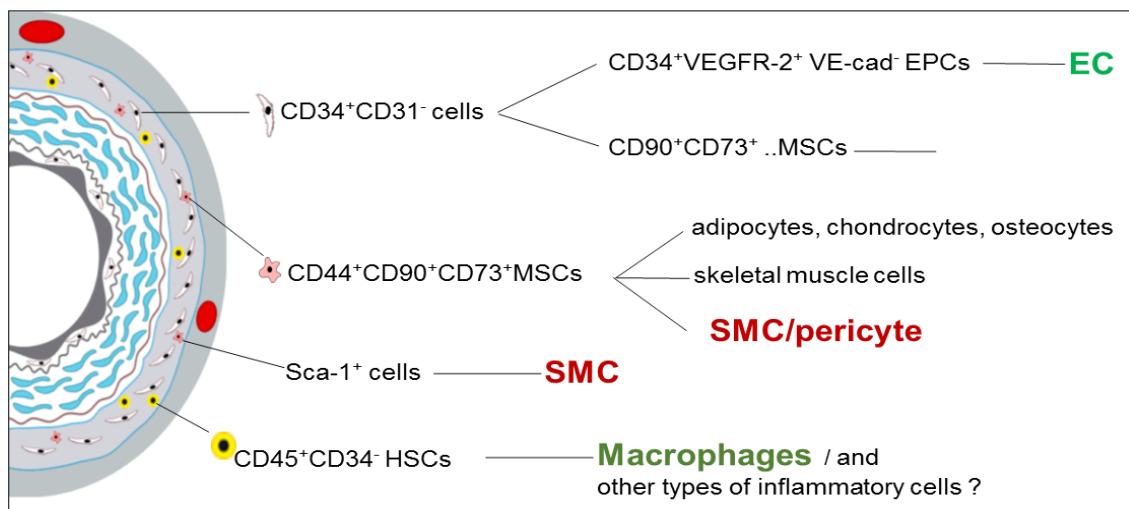 CD34⁺VEGFR-2⁺ VE-cad⁻ EPCs
EC
CD34⁺CD31⁻ cells
CD90⁺CD73⁺ ..MSCs
adipocytes, chondrocytes, osteocytes
CD44⁺CD90⁺CD73⁺MSCs
skeletal muscle cells
SMC/pericyte
Sca-1⁺ cells
SMC
CD45⁺CD34⁻ HSCs
Macrophages / and
other types of inflammatory cells ?